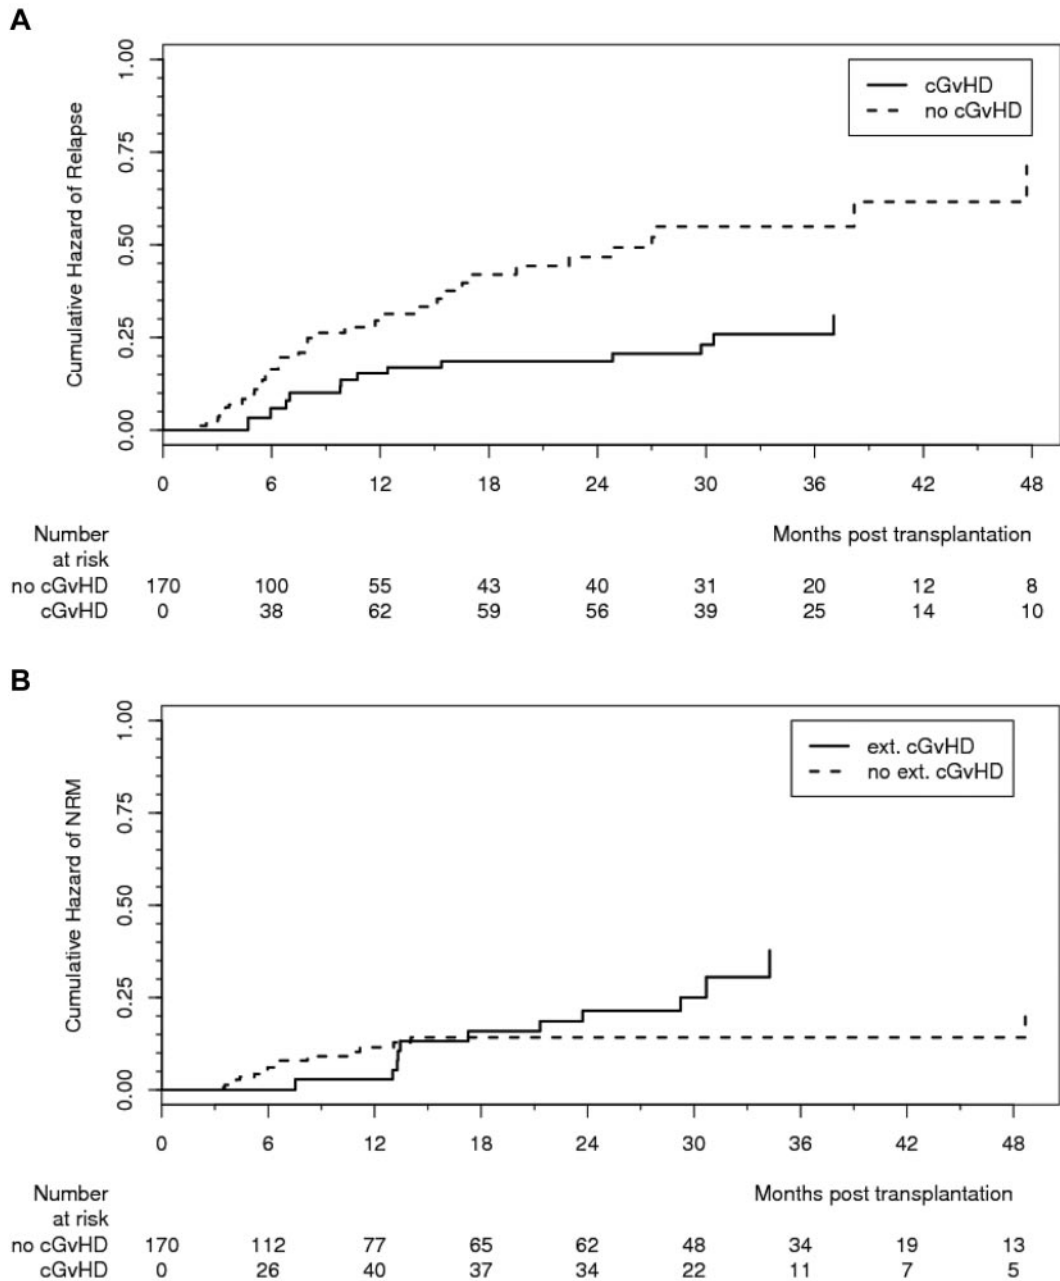 A
Cumulative Hazard of Relapse
1.00
0.75
0.50
0.25
0.00
cGvHD
no cGvHD
0 6 12 18 24 30 36 42 48
Number Months post transplantation
at risk
no cGvHD 170 100 55 43 40 31 20 12 8
cGvHD 0 38 62 59 56 39 25 14 10
B
Cumulative Hazard of NRM
1.00
0.75
0.50
0.25
0.00
ext. cGvHD
no ext. cGvHD
0 6 12 18 24 30 36 42 48
Number Months post transplantation
at risk
no cGvHD 170 112 77 65 62 48 34 19 13
cGvHD 0 26 40 37 34 22 11 7 5